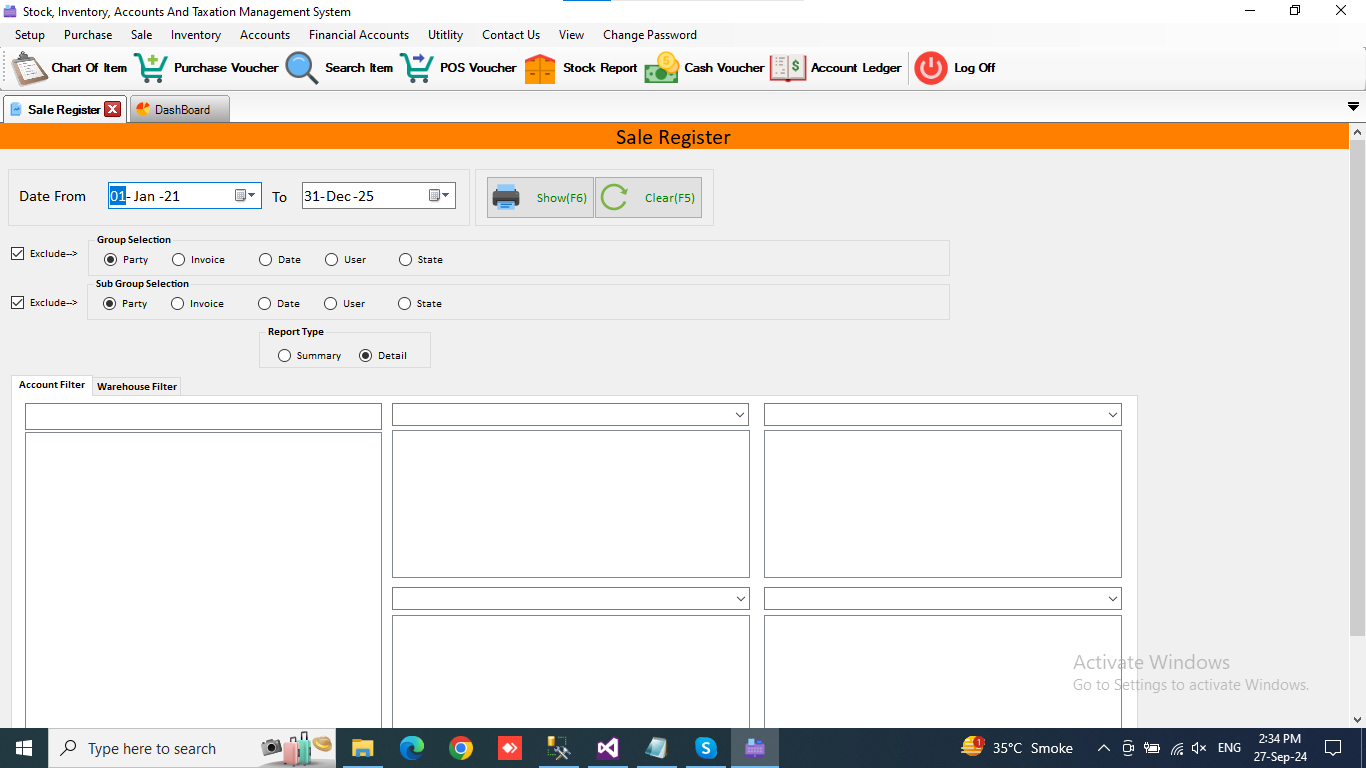 Stock, Inventory, Accounts And Taxation Management System
Setup Purchase Sale Inventory Accounts Financial Accounts Uitility Contact Us View Change Password
Chart Of Item Purchase Voucher Search Item POS Voucher Stock Report Cash Voucher Account Ledger Log Off
Sale Register DashBoard
Sale Register
Date From 01- Jan -21 To 31-Dec -25 Show(F6) Clear(F5)
Group Selection
Exclude--> Party Invoice Date User State
Sub Group Selection
Exclude--> Party Invoice Date User State
Report Type
Summary Detail
Account Filter Warehouse Filter
Activate Windows
Go to Settings to activate Windows.
Type here to search 1 35°C Smoke ENG 2:34 PM
27-Sep-24